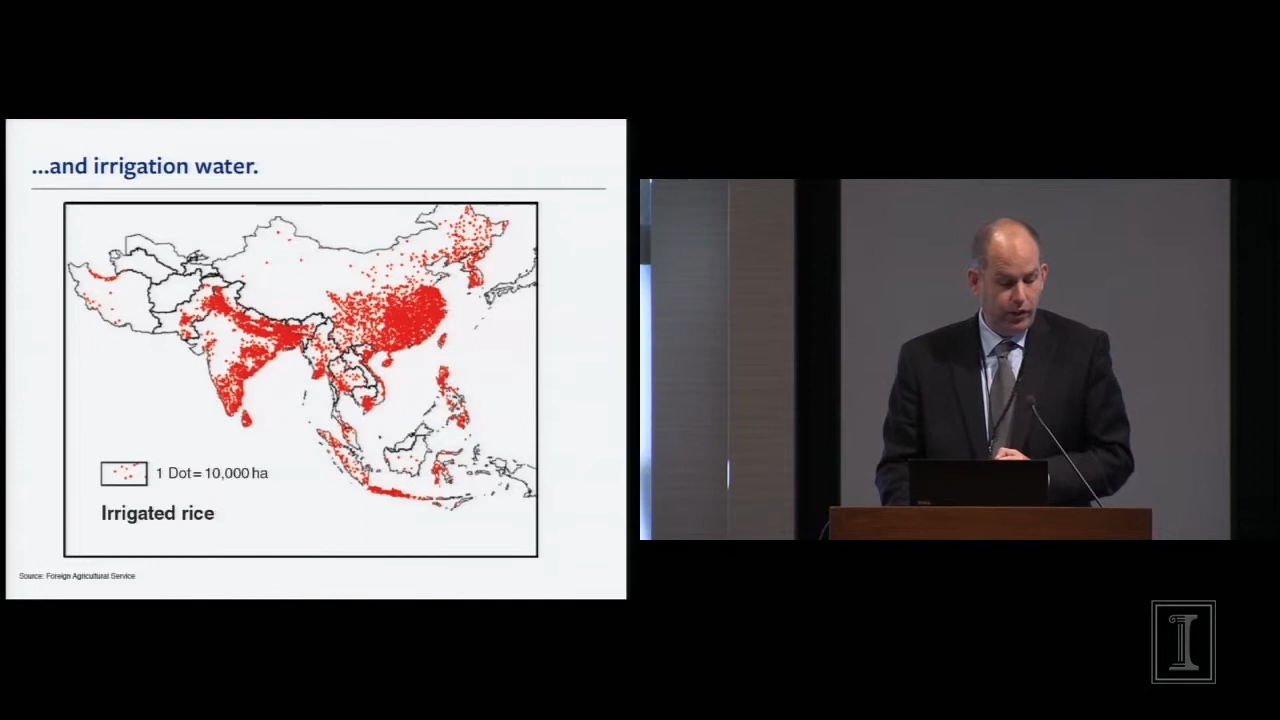 ...and irrigation water.
1 Dot = 10,000 ha
Irrigated rice
Source: Foreign Agricultural Service
I